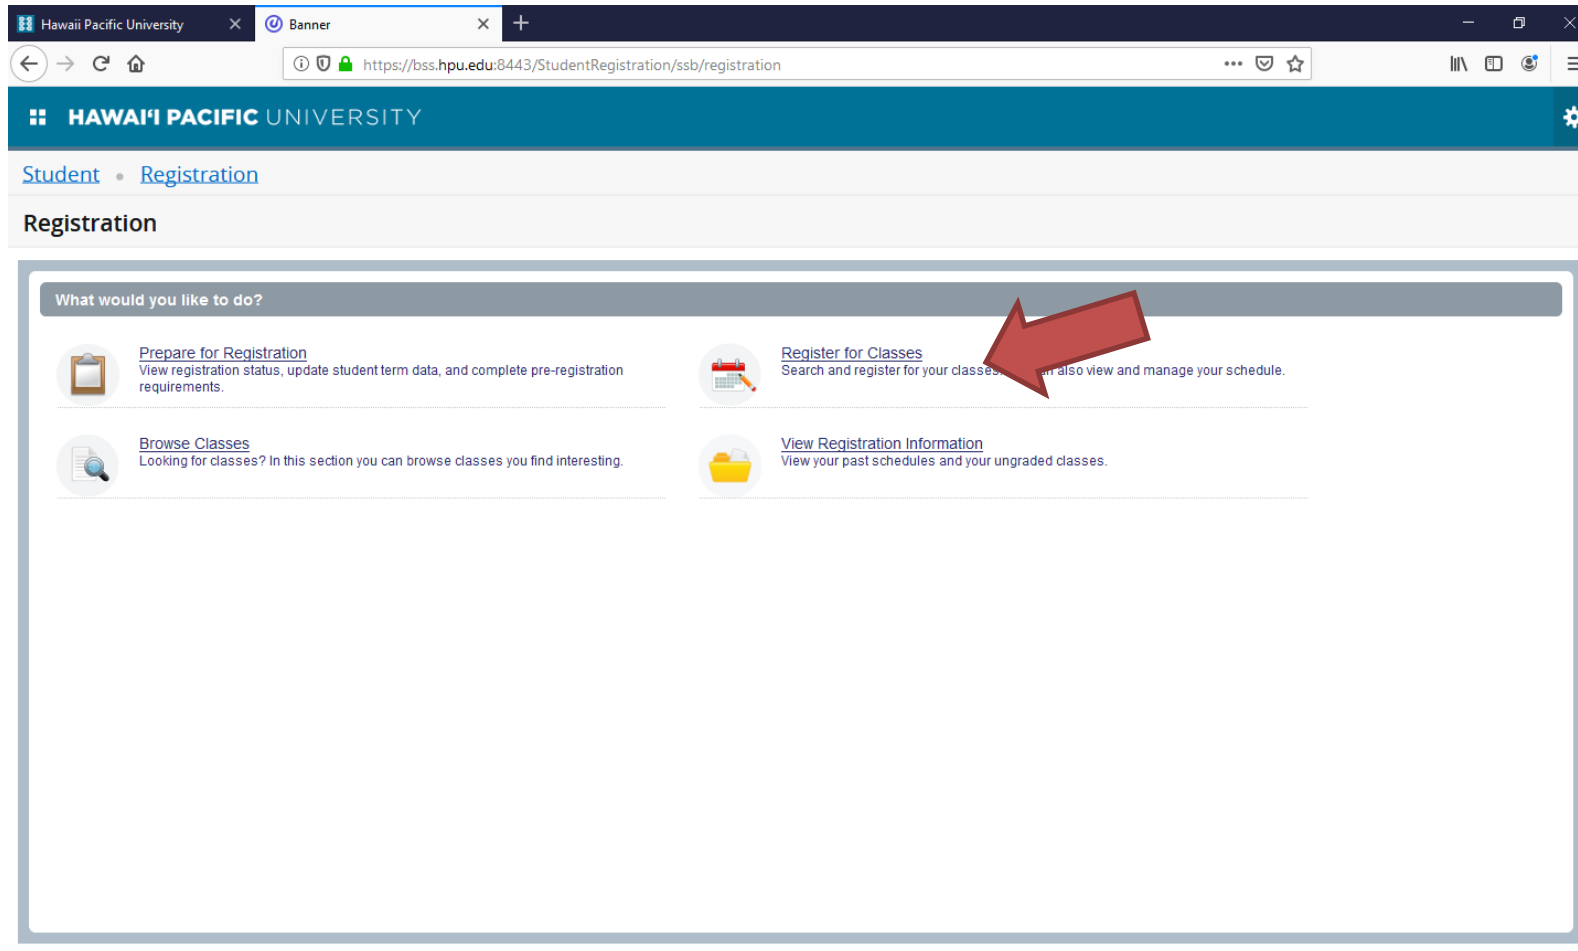 Hawaii Pacific University
Banner
https://bss.hpu.edu:8443/StudentRegistration/ssb/registration
HAWAI‘I PACIFIC UNIVERSITY
Student • Registration
Registration
What would you like to do?
Prepare for Registration
View registration status, update student term data, and complete pre-registration
requirements.
Register for Classes
Search and register for your classes. also view and manage your schedule.
Browse Classes
Looking for classes? In this section you can browse classes you find interesting.
View Registration Information
View your past schedules and your ungraded classes.